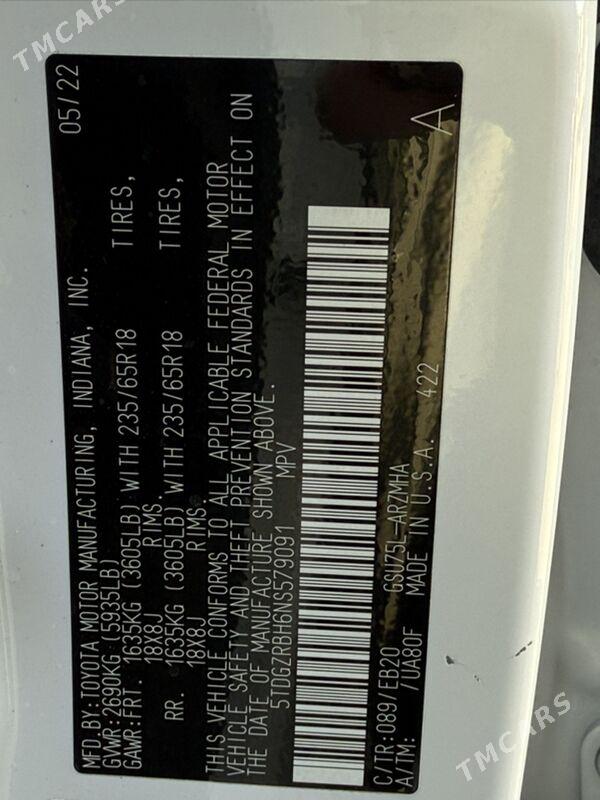 TMCARS
MFD.BY:TOYOTA MOTOR MANUFACTURING, INDIANA, INC. 05/22
GVWR:2690KG (5935LB)
GAWR:FRT. 1635KG (3605LB) WITH 235/65R18 TIRES,
18X8J RIMS.
RR. 1635KG (3605LB) WITH 235/65R18 TIRES,
18X8J RIMS.
THIS VEHICLE CONFORMS TO ALL APPLICABLE FEDERAL MOTOR
VEHICLE SAFETY AND THEFT PREVENTION STANDARDS IN EFFECT ON
THE DATE OF MANUFACTURE SHOWN ABOVE.
5TDGZRBH6NS579091 MPV
C/TR:089/EB20 GSU75L-ARZMHA
A/TM: /UA80F MADE IN U.S.A. 422
A
TMCARS